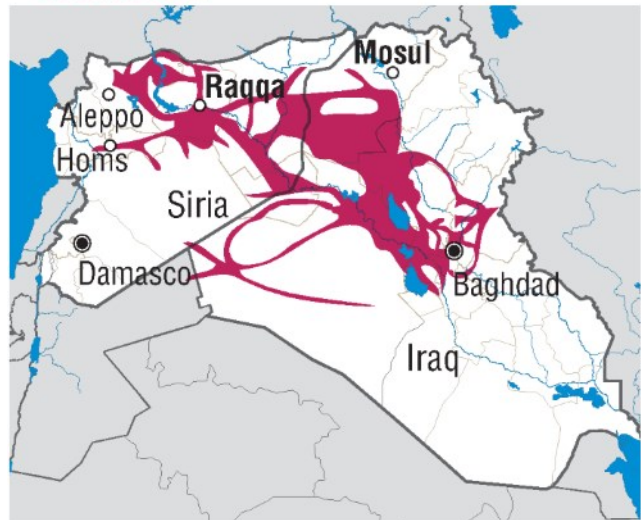 Mosul
Raqqa
Aleppo
Homs
Siria
Damasco
Baghdad
Iraq